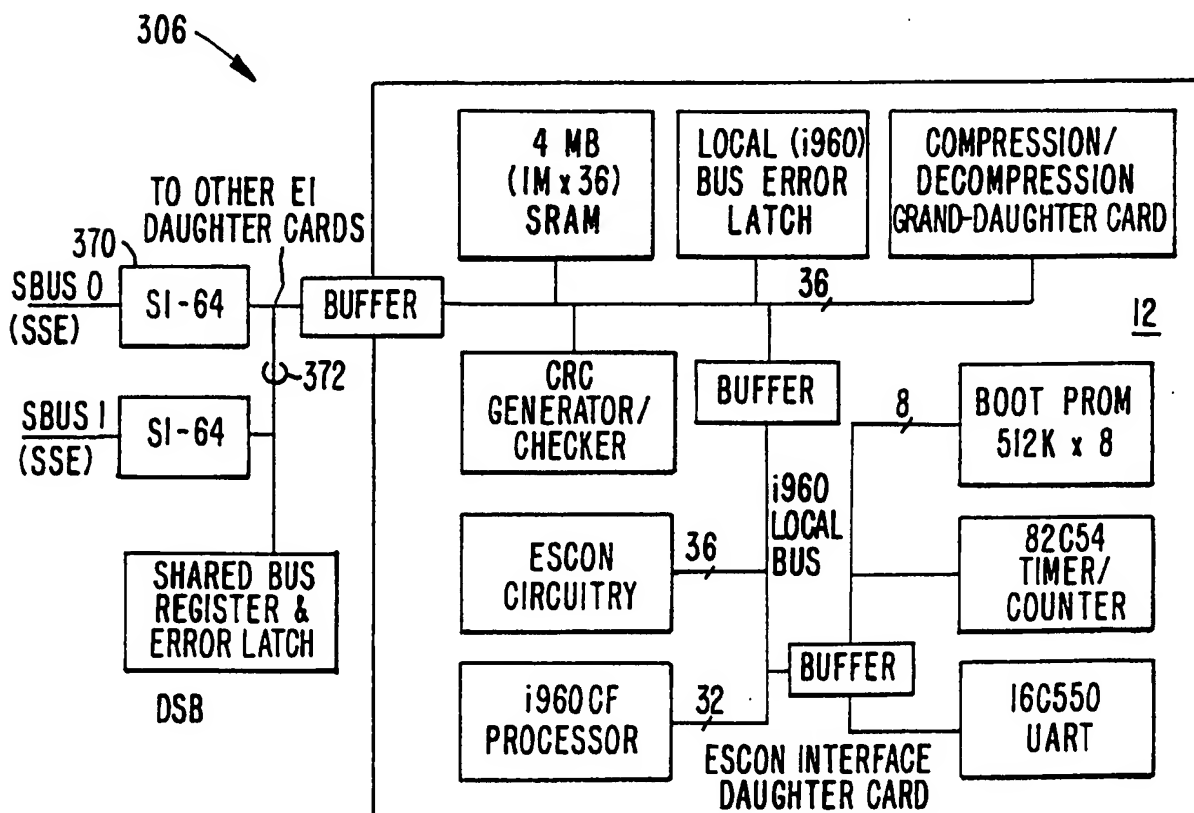 306
4 MB
(1M x 36)
SRAM
LOCAL (i960)
BUS ERROR
LATCH
COMPRESSION/
DECOMPRESSION
GRAND-DAUGHTER CARD
TO OTHER EI
DAUGHTER CARDS
370
SBUS 0
(SSE)
SI-64
BUFFER
36
12
372
SBUS 1
(SSE)
SI-64
CRC
GENERATOR/
CHECKER
BUFFER
8
BOOT PROM
512K x 8
i960
LOCAL
BUS
SHARED BUS
REGISTER &
ERROR LATCH
DSB
ESCON
CIRCUITRY
36
82C54
TIMER/
COUNTER
BUFFER
i960CF
PROCESSOR
32
16C550
UART
ESCON INTERFACE
DAUGHTER CARD